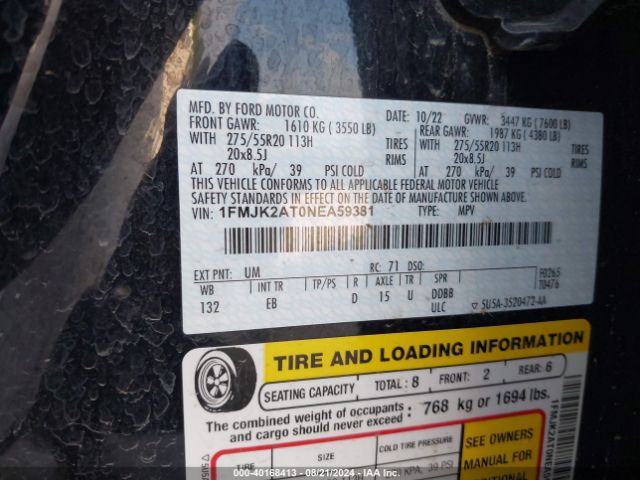 MFD. BY FORD MOTOR CO.
DATE: 10/22 GVWR: 3447 KG (7600 LB)
FRONT GAWR: 1610 KG (3550 LB) REAR GAWR: 1987 KG (4380 LB)
WITH 275/55R20 113H TIRES WITH 275/55R20 113H TIRES
20x8.5J RIMS 20x8.5J RIMS
AT 270 kPa/ 39 PSI COLD AT 270 kPa/ 39 PSI COLD
THIS VEHICLE CONFORMS TO ALL APPLICABLE FEDERAL MOTOR VEHICLE
SAFETY STANDARDS IN EFFECT ON THE DATE OF MANUFACTURE SHOWN ABOVE.
VIN: 1FMJK2AT0NEA59381 TYPE: MPV
EXT PNT: UM RC: 71 DSO: F0265
WB INT TR TP/PS R AXLE TR SPR T0476
132 EB D 15 U DDBB
ULC ▽ 5U5A-3520472-AA
TIRE AND LOADING INFORMATION
SEATING CAPACITY TOTAL: 8 FRONT: 2 REAR: 6
The combined weight of occupants and cargo should never exceed : 768 kg or 1694 lbs.
TIRE SIZE COLD TIRE PRESSURE
KPA, 39 PSI
SEE OWNERS
MANUAL FOR
ADDITIONAL
© IAA - 40168413 - 08/21/2024 - IAAI.com